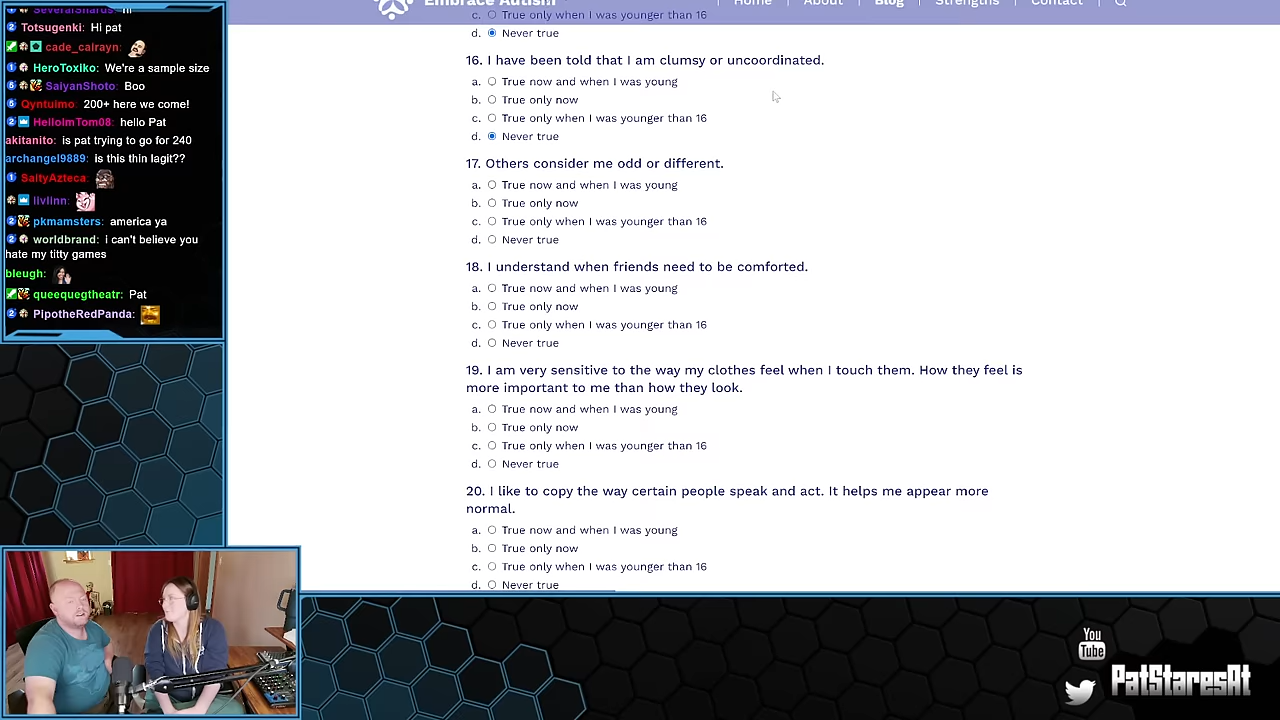 SeveralShards: hi
Totsugenki: Hi pat
cade_calrayn:
HeroToxiko: We're a sample size
SaiyanShoto: Boo
Qyntulmo: 200+ here we come!
HelloImTom08: hello Pat
akitanito: is pat trying to go for 240
archangel9889: is this thin lagit??
SaltyAzteca:
livlinn:
pkmamsters: america ya
worldbrand: i can't believe you
hate my titty games
bleugh:
queequegtheatr: Pat
PipotheRedPanda:
Embrace Autism
Home
About
Blog
Strengths
Contact
c. True only when I was younger than 16
d. Never true
16. I have been told that I am clumsy or uncoordinated.
a. True now and when I was young
b. True only now
c. True only when I was younger than 16
d. Never true
17. Others consider me odd or different.
a. True now and when I was young
b. True only now
c. True only when I was younger than 16
d. Never true
18. I understand when friends need to be comforted.
a. True now and when I was young
b. True only now
c. True only when I was younger than 16
d. Never true
19. I am very sensitive to the way my clothes feel when I touch them. How they feel is
more important to me than how they look.
a. True now and when I was young
b. True only now
c. True only when I was younger than 16
d. Never true
20. I like to copy the way certain people speak and act. It helps me appear more
normal.
a. True now and when I was young
b. True only now
c. True only when I was younger than 16
d. Never true
You
Tube
PatStaresAt